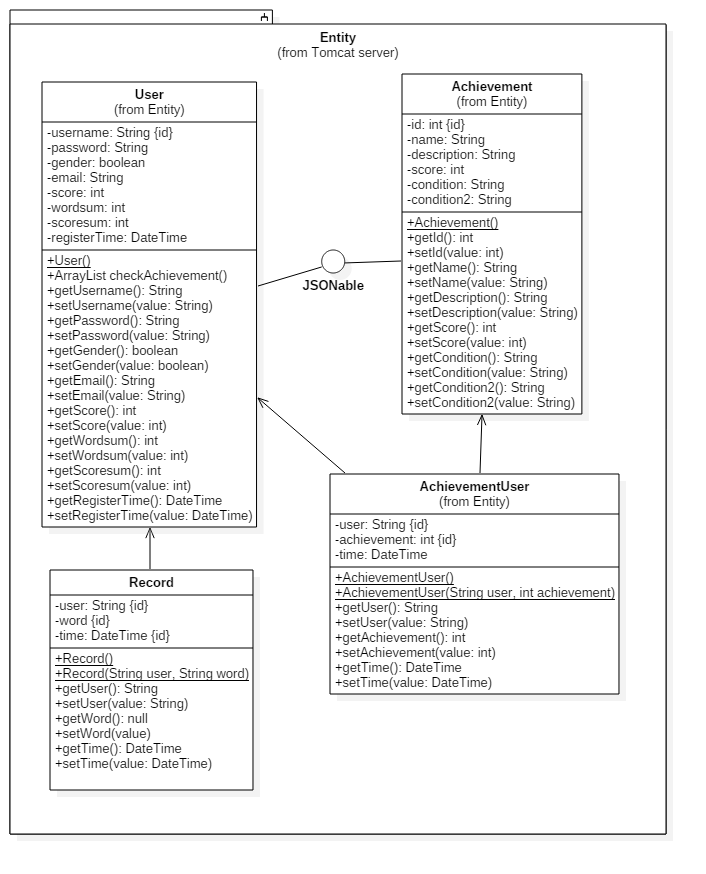 Entity
(from Tomcat server)
User
(from Entity)
-username: String {id}
-password: String
-gender: boolean
-email: String
-score: int
-wordsum: int
-scoresum: int
-registerTime: DateTime
+User()
+ArrayList checkAchievement()
+getUsername(): String
+setUsername(value: String)
+getPassword(): String
+setPassword(value: String)
+getGender(): boolean
+setGender(value: boolean)
+getEmail(): String
+setEmail(value: String)
+getScore(): int
+setScore(value: int)
+getWordsum(): int
+setWordsum(value: int)
+getScoresum(): int
+setScoresum(value: int)
+getRegisterTime(): DateTime
+setRegisterTime(value: DateTime)
JSONable
Achievement
(from Entity)
-id: int {id}
-name: String
-description: String
-score: int
-condition: String
-condition2: String
+Achievement()
+getId(): int
+setId(value: int)
+getName(): String
+setName(value: String)
+getDescription(): String
+setDescription(value: String)
+getScore(): int
+setScore(value: int)
+getCondition(): String
+setCondition(value: String)
+getCondition2(): String
+setCondition2(value: String)
Record
-user: String {id}
-word {id}
-time: DateTime {id}
+Record()
+Record(String user, String word)
+getUser(): String
+setUser(value: String)
+getWord(): null
+setWord(value)
+getTime(): DateTime
+setTime(value: DateTime)
AchievementUser
(from Entity)
-user: String {id}
-achievement: int {id}
-time: DateTime
+AchievementUser()
+AchievementUser(String user, int achievement)
+getUser(): String
+setUser(value: String)
+getAchievement(): int
+setAchievement(value: int)
+getTime(): DateTime
+setTime(value: DateTime)